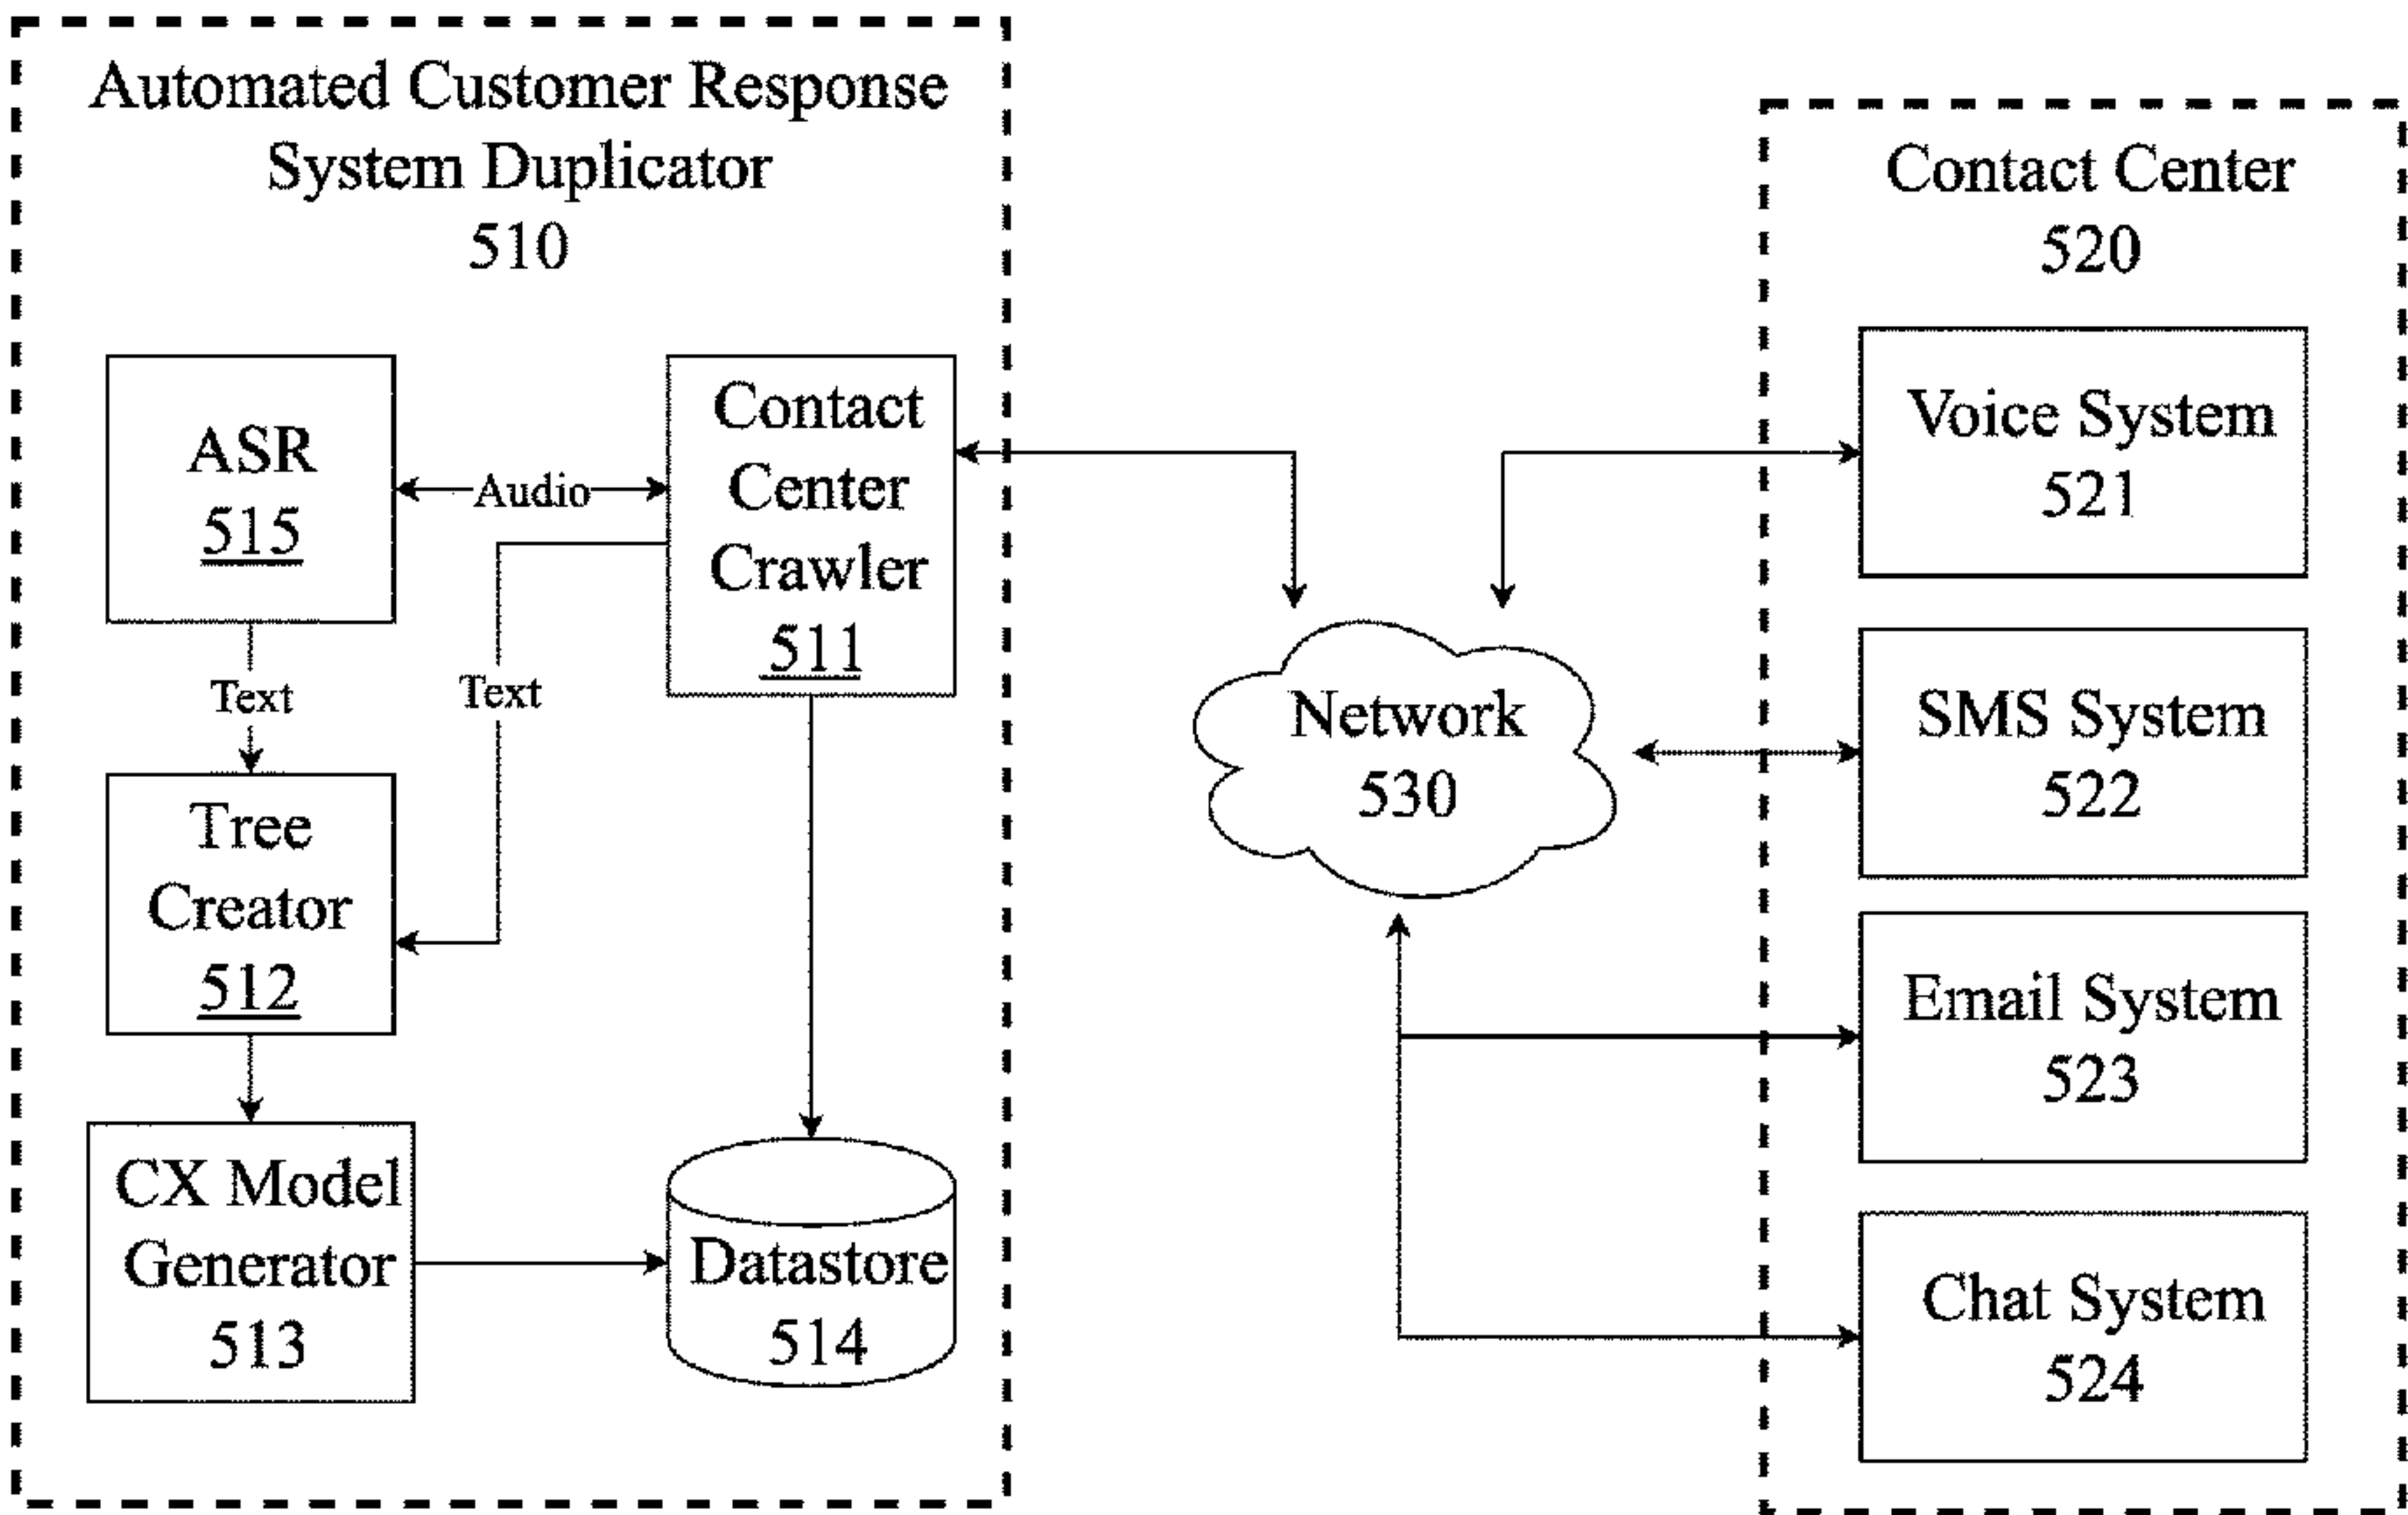 Automated Customer Response
System Duplicator
510
ASR
515
Audio
Contact
Center
Crawler
511
Text
Text
Tree
Creator
512
CX Model
Generator
513
Datastore
514
Network
530
Contact Center
520
Voice System
521
SMS System
522
Email System
523
Chat System
524